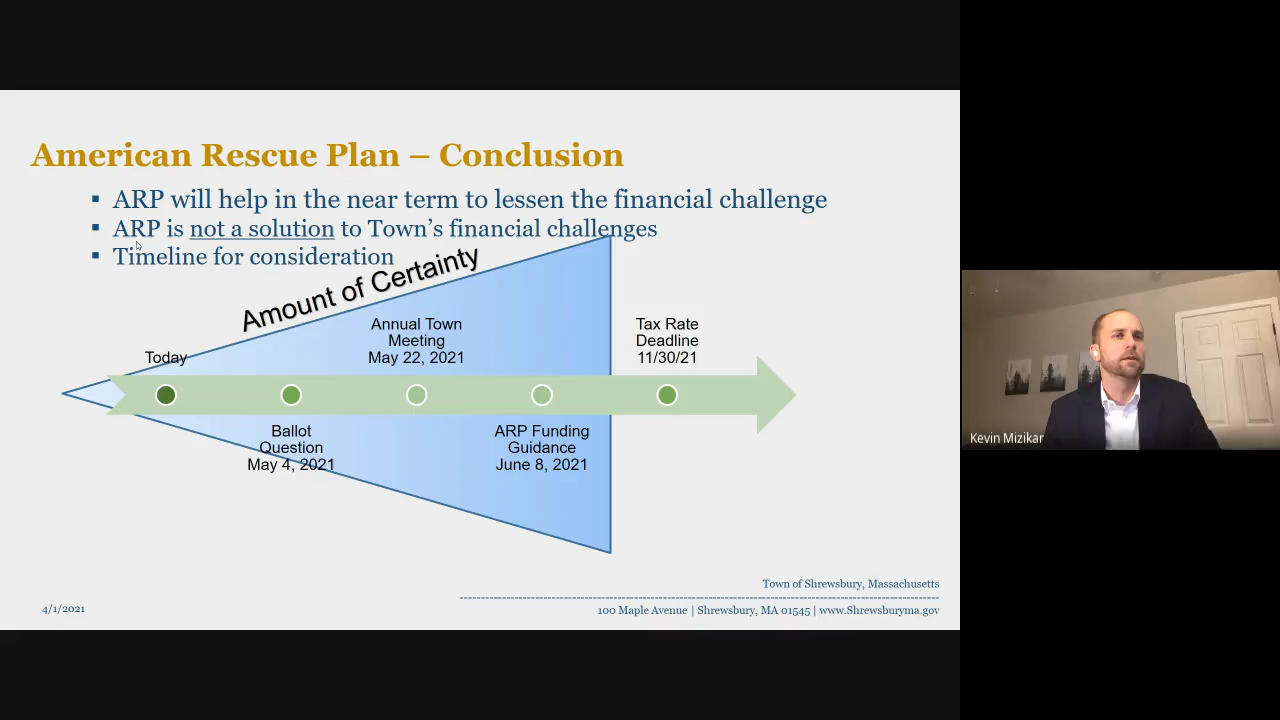 American Rescue Plan – Conclusion
▪ ARP will help in the near term to lessen the financial challenge
▪ ARP is not a solution to Town's financial challenges
▪ Timeline for consideration
Amount of Certainty
Today
Annual Town
Meeting
May 22, 2021
Tax Rate
Deadline
11/30/21
Ballot
Question
May 4, 2021
ARP Funding
Guidance
June 8, 2021
Kevin Mizikar
Town of Shrewsbury, Massachusetts
4/1/2021
100 Maple Avenue | Shrewsbury, MA 01545 | www.Shrewsburyma.gov